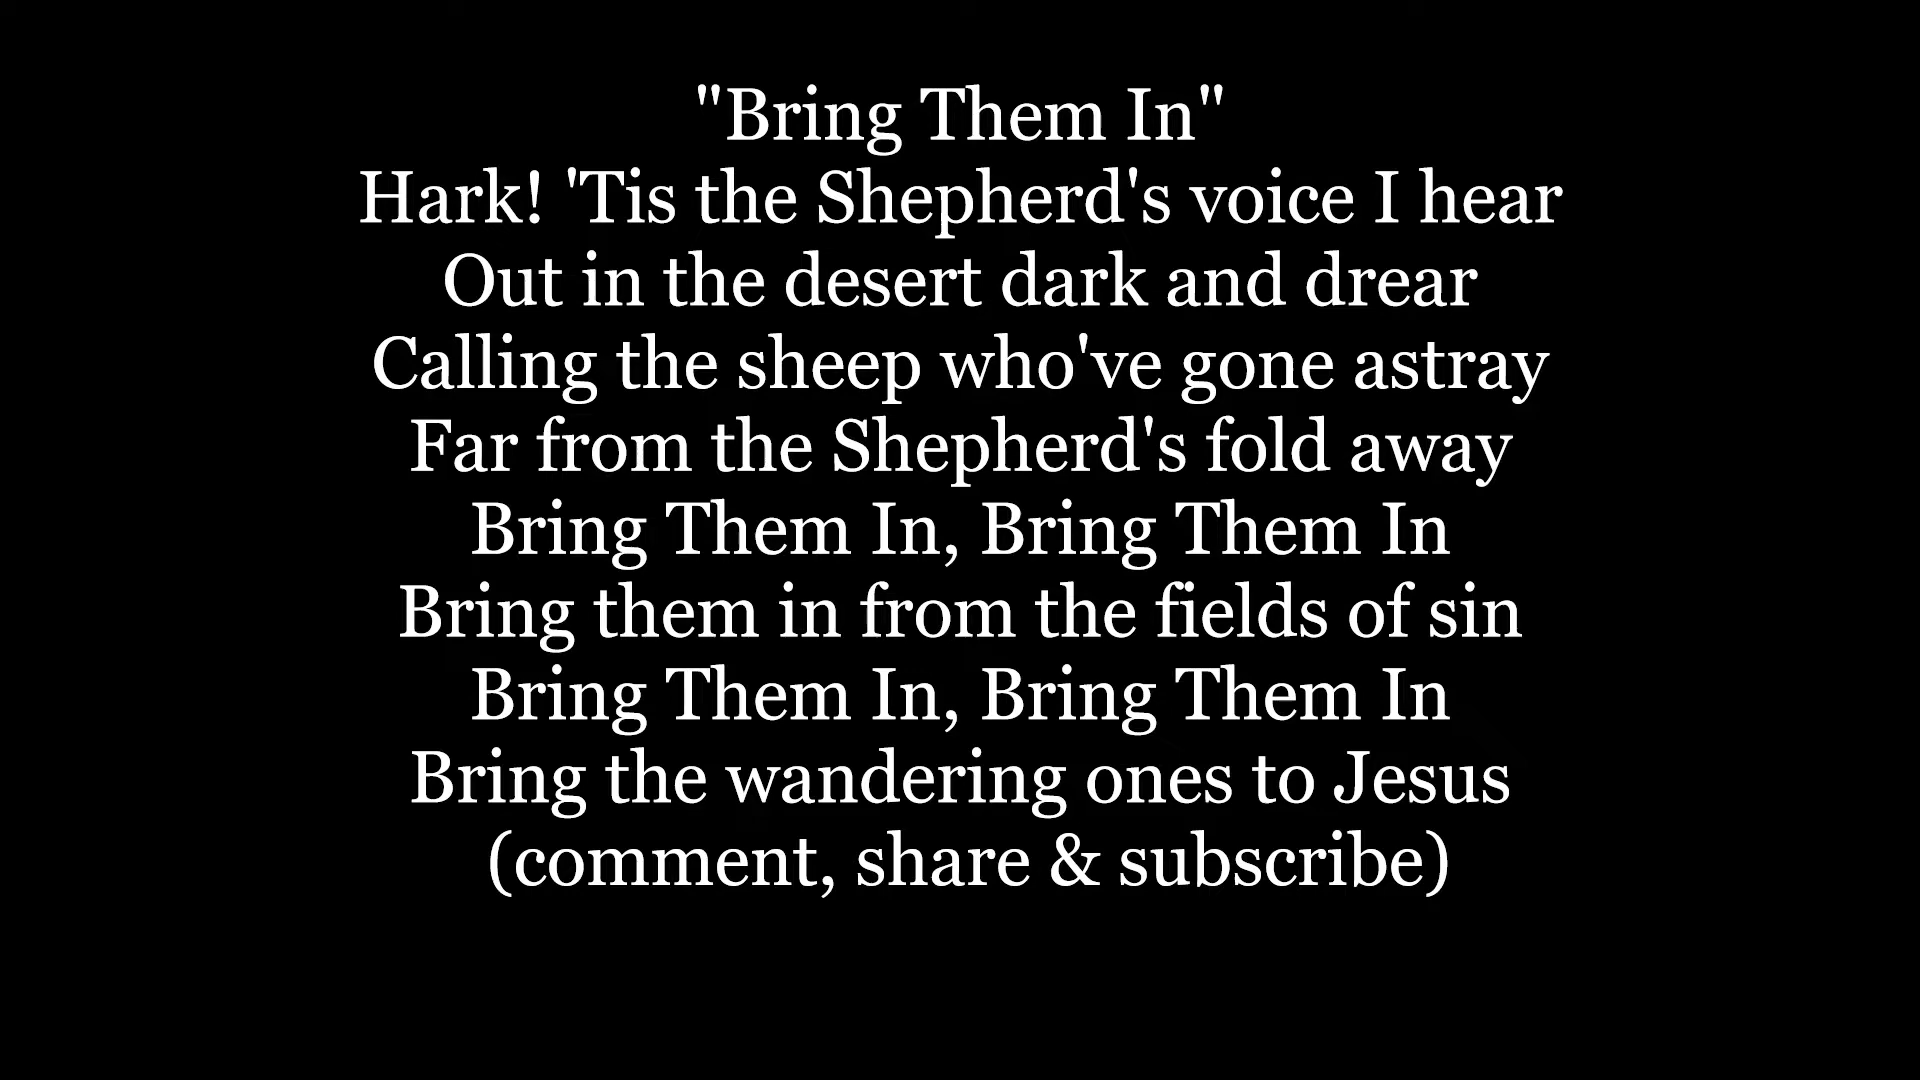 "Bring Them In"
Hark! 'Tis the Shepherd's voice I hear
Out in the desert dark and drear
Calling the sheep who've gone astray
Far from the Shepherd's fold away
Bring Them In, Bring Them In
Bring them in from the fields of sin
Bring Them In, Bring Them In
Bring the wandering ones to Jesus
(comment, share & subscribe)